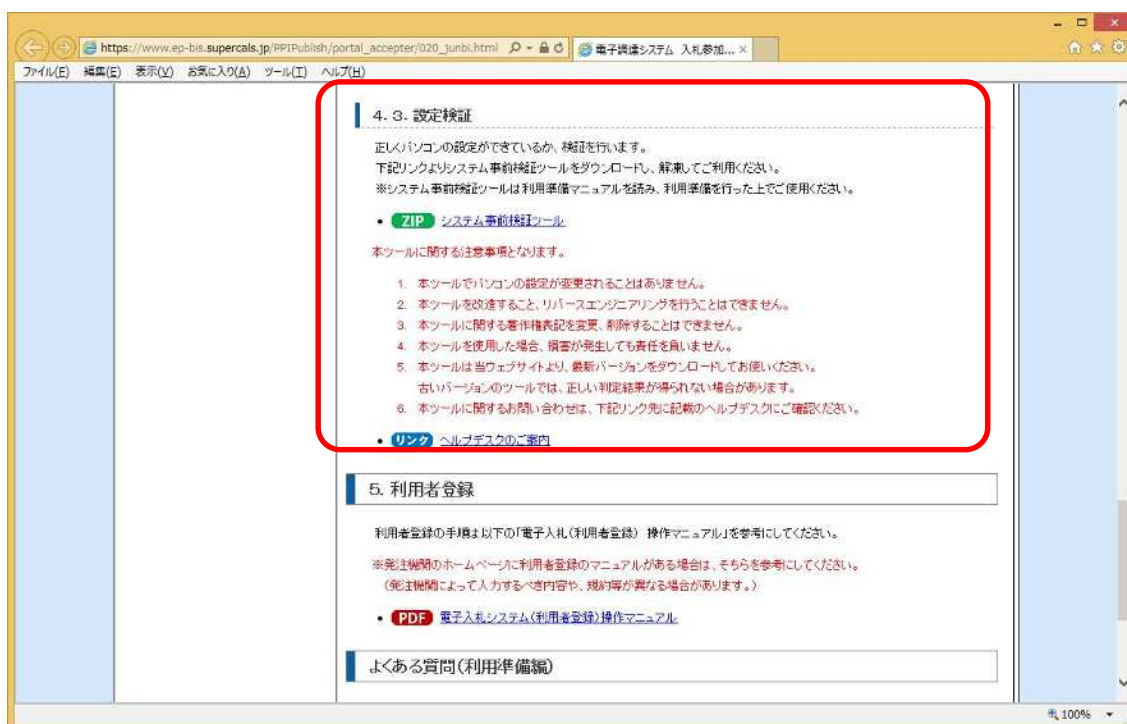 https://www.ep-bis.supercals.jp/PPIPublish/portal_accepter/020_junbi.html
電子調達システム 入札参加...
ファイル(F) 編集(E) 表示(V) お気に入り(A) ツール(T) ヘルプ(H)
4.3. 設定検証
正しくパソコンの設定ができているか、検証を行います。
下記リンクよりシステム事前検証ツールをダウンロードし、解凍してご利用ください。
※システム事前検証ツールは利用準備マニュアルを読み、利用準備を行った上でご使用ください。
• ZIP システム事前検証ツール
本ツールに関する注意事項となります。
1. 本ツールでパソコンの設定が変更されることはありません。
2. 本ツールを改造すること、リバースエンジニアリングを行うことはできません。
3. 本ツールに関する著作権表記を変更、削除することはできません。
4. 本ツールを使用した場合、損害が発生しても責任を負いません。
5. 本ツールは当ウェブサイトより、最新バージョンをダウンロードしてお使いください。
古いバージョンのツールでは、正しい判定結果が得られない場合があります。
6. 本ツールに関するお問い合わせは、下記リンク先に記載のヘルプデスクにご確認ください。
• リンク ヘルプデスクのご案内
5. 利用者登録
利用者登録の手順は以下の「電子入札(利用者登録) 操作マニュアル」を参考にしてください。
※発注機関のホームページに利用者登録のマニュアルがある場合は、そちらを参考にしてください。
(発注機関によって入力するべき内容や、規約等が異なる場合があります。)
• PDF 電子入札システム(利用者登録)操作マニュアル
よくある質問(利用準備編)
100%